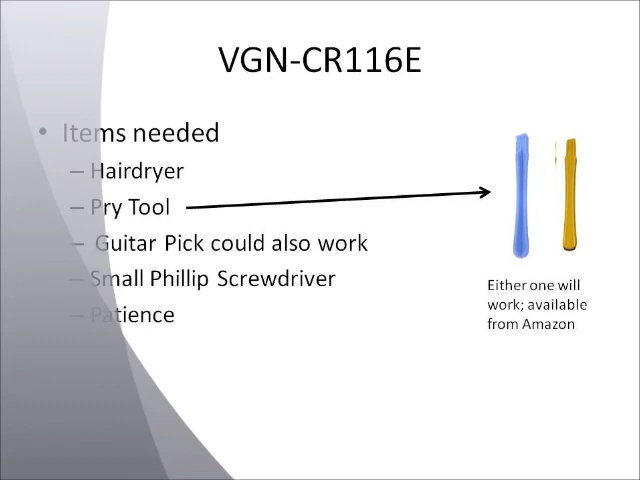 VGN-CR116E
• Items needed
– Hairdryer
– Pry Tool
– Guitar Pick could also work
– Small Phillip Screwdriver
– Patience
Either one will
work; available
from Amazon